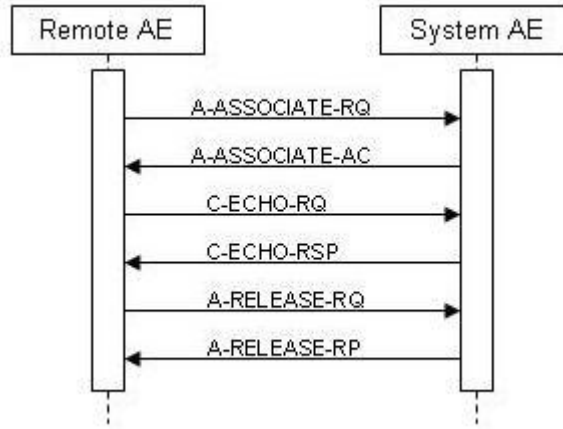 Remote AE
System AE
A-ASSOCIATE-RQ
A-ASSOCIATE-AC
C-ECHO-RQ
C-ECHO-RSP
A-RELEASE-RQ
A-RELEASE-RP